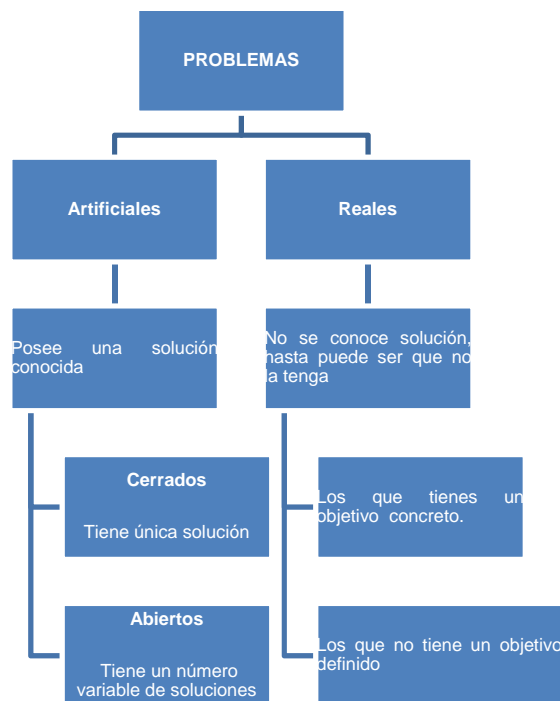 PROBLEMAS
Artificiales
Reales
Posee una solución
conocida
No se conoce solución,
hasta puede ser que no
la tenga
Cerrados
Tiene única solución
Los que tienes un
objetivo concreto.
Abiertos
Tiene un número
variable de soluciones
Los que no tiene un objetivo
definido